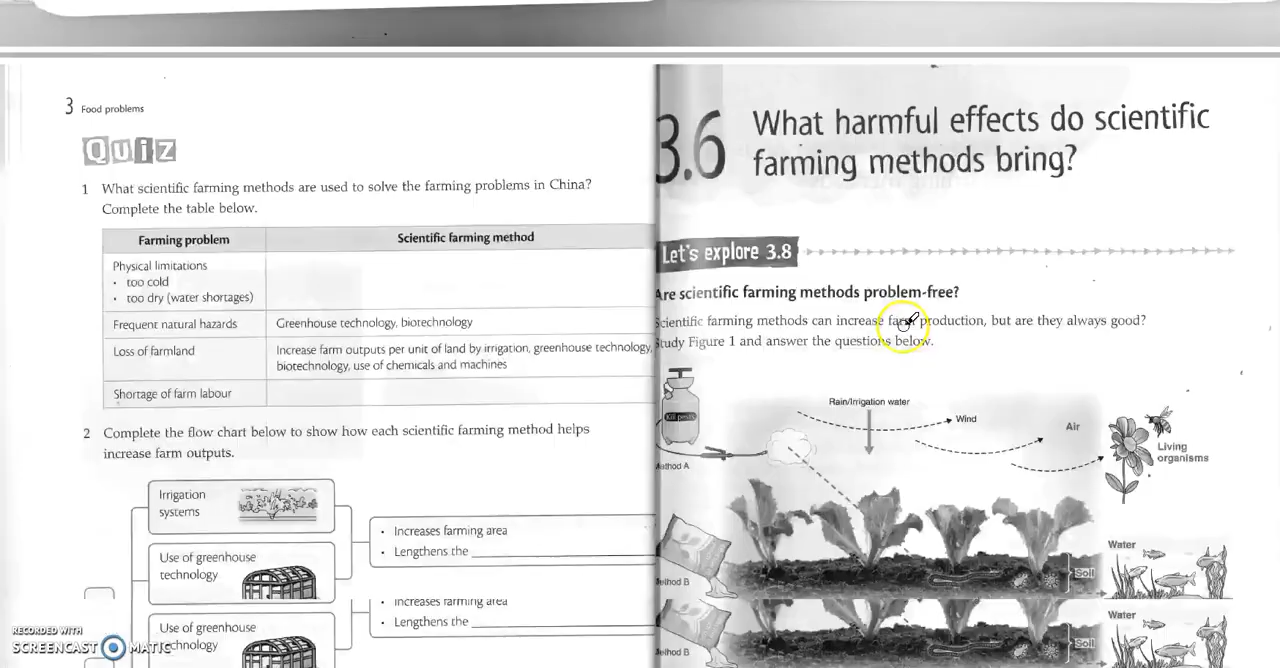 3 Food problems
Quiz
1 What scientific farming methods are used to solve the farming problems in China?
Complete the table below.
Farming problem
Scientific farming method
Physical limitations
• too cold
• too dry (water shortages)
Frequent natural hazards
Greenhouse technology, biotechnology
Loss of farmland
Increase farm outputs per unit of land by irrigation, greenhouse technology,
biotechnology, use of chemicals and machines
Shortage of farm labour
2 Complete the flow chart below to show how each scientific farming method helps
increase farm outputs.
Irrigation
systems
• Increases farming area
• Lengthens the
Use of greenhouse
technology
• Lengthens the
Use of greenhouse
RECORDED WITH
SCREENCAST MATIC
3.6 What harmful effects do scientific
farming methods bring?
Let's explore 3.8
Are scientific farming methods problem-free?
Scientific farming methods can increase farm production, but are they always good?
Study Figure 1 and answer the questions below.
Kill pests
Method A
Rain/Irrigation water
Wind
Air
Living
organisms
Method B
Soil
Water
Method B
Soil
Water